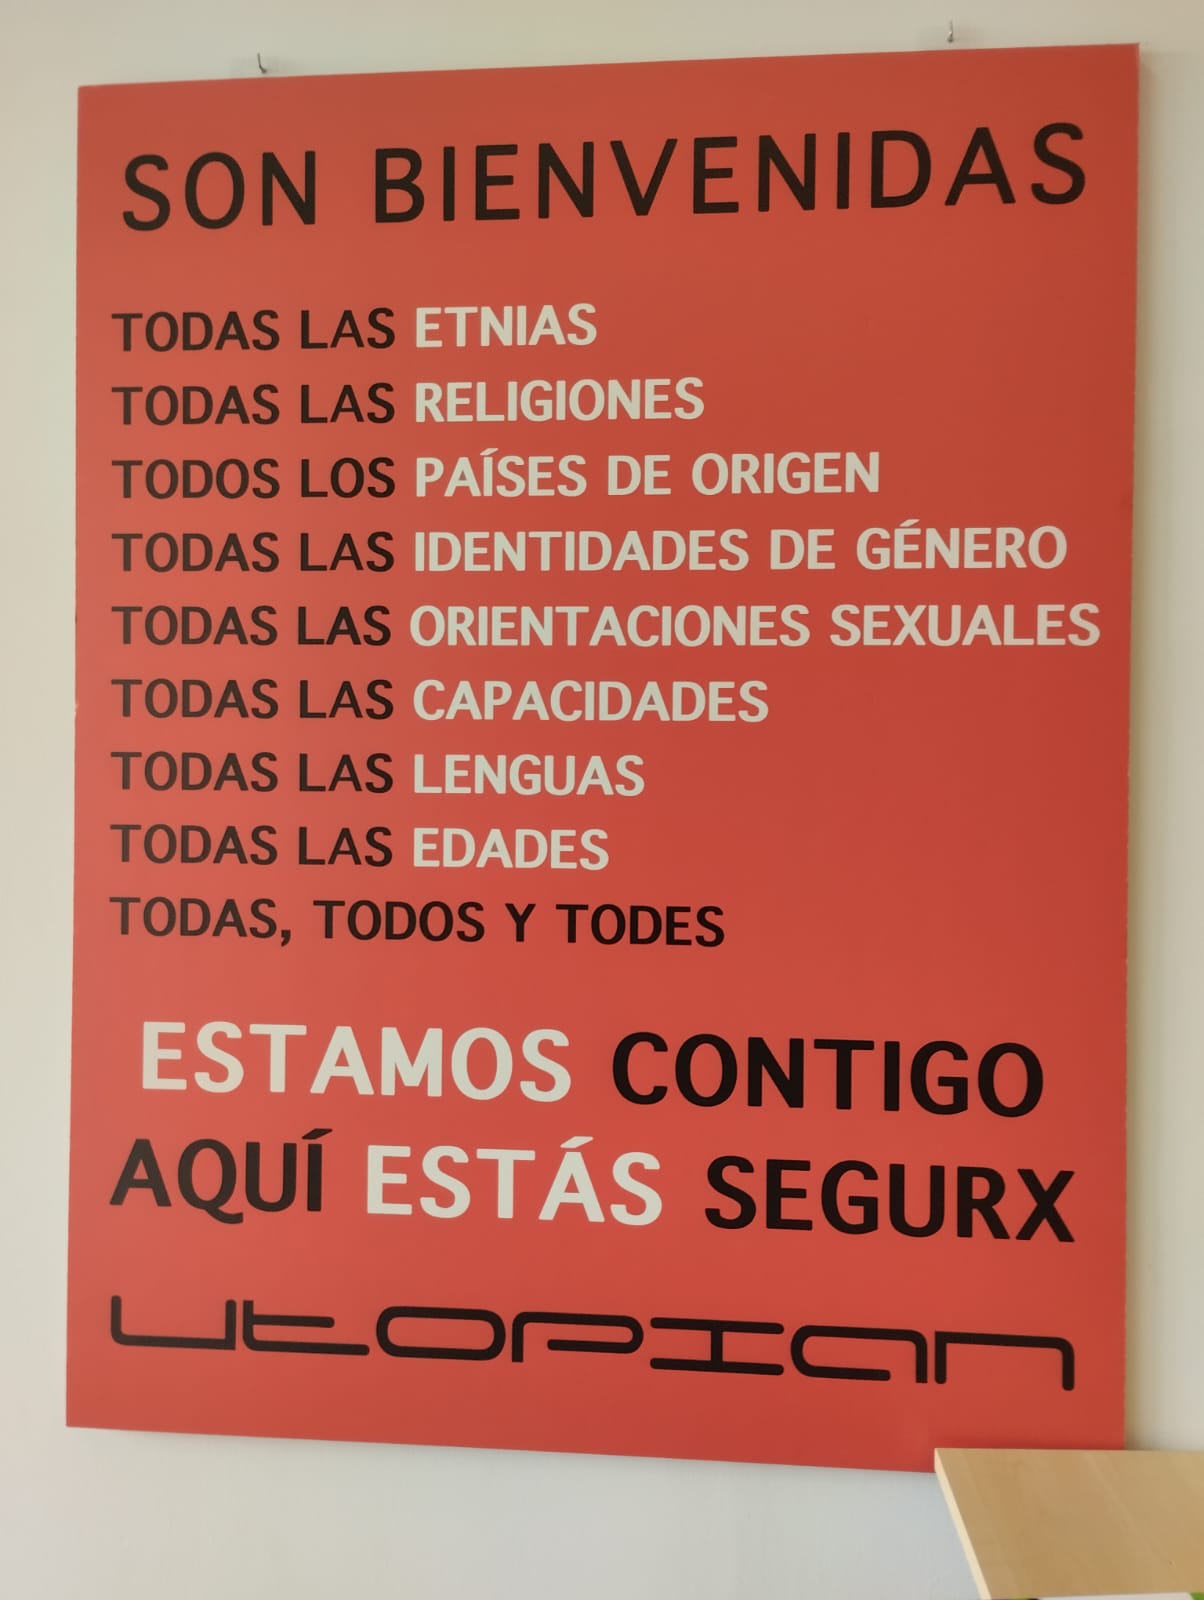 SON BIENVENIDAS
TODAS LAS ETNIAS
TODAS LAS RELIGIONES
TODOS LOS PAÍSES DE ORIGEN
TODAS LAS IDENTIDADES DE GÉNERO
TODAS LAS ORIENTACIONES SEXUALES
TODAS LAS CAPACIDADES
TODAS LAS LENGUAS
TODAS LAS EDADES
TODAS, TODOS Y TODES
ESTAMOS CONTIGO
AQUÍ ESTÁS SEGURX
UTOPIAN